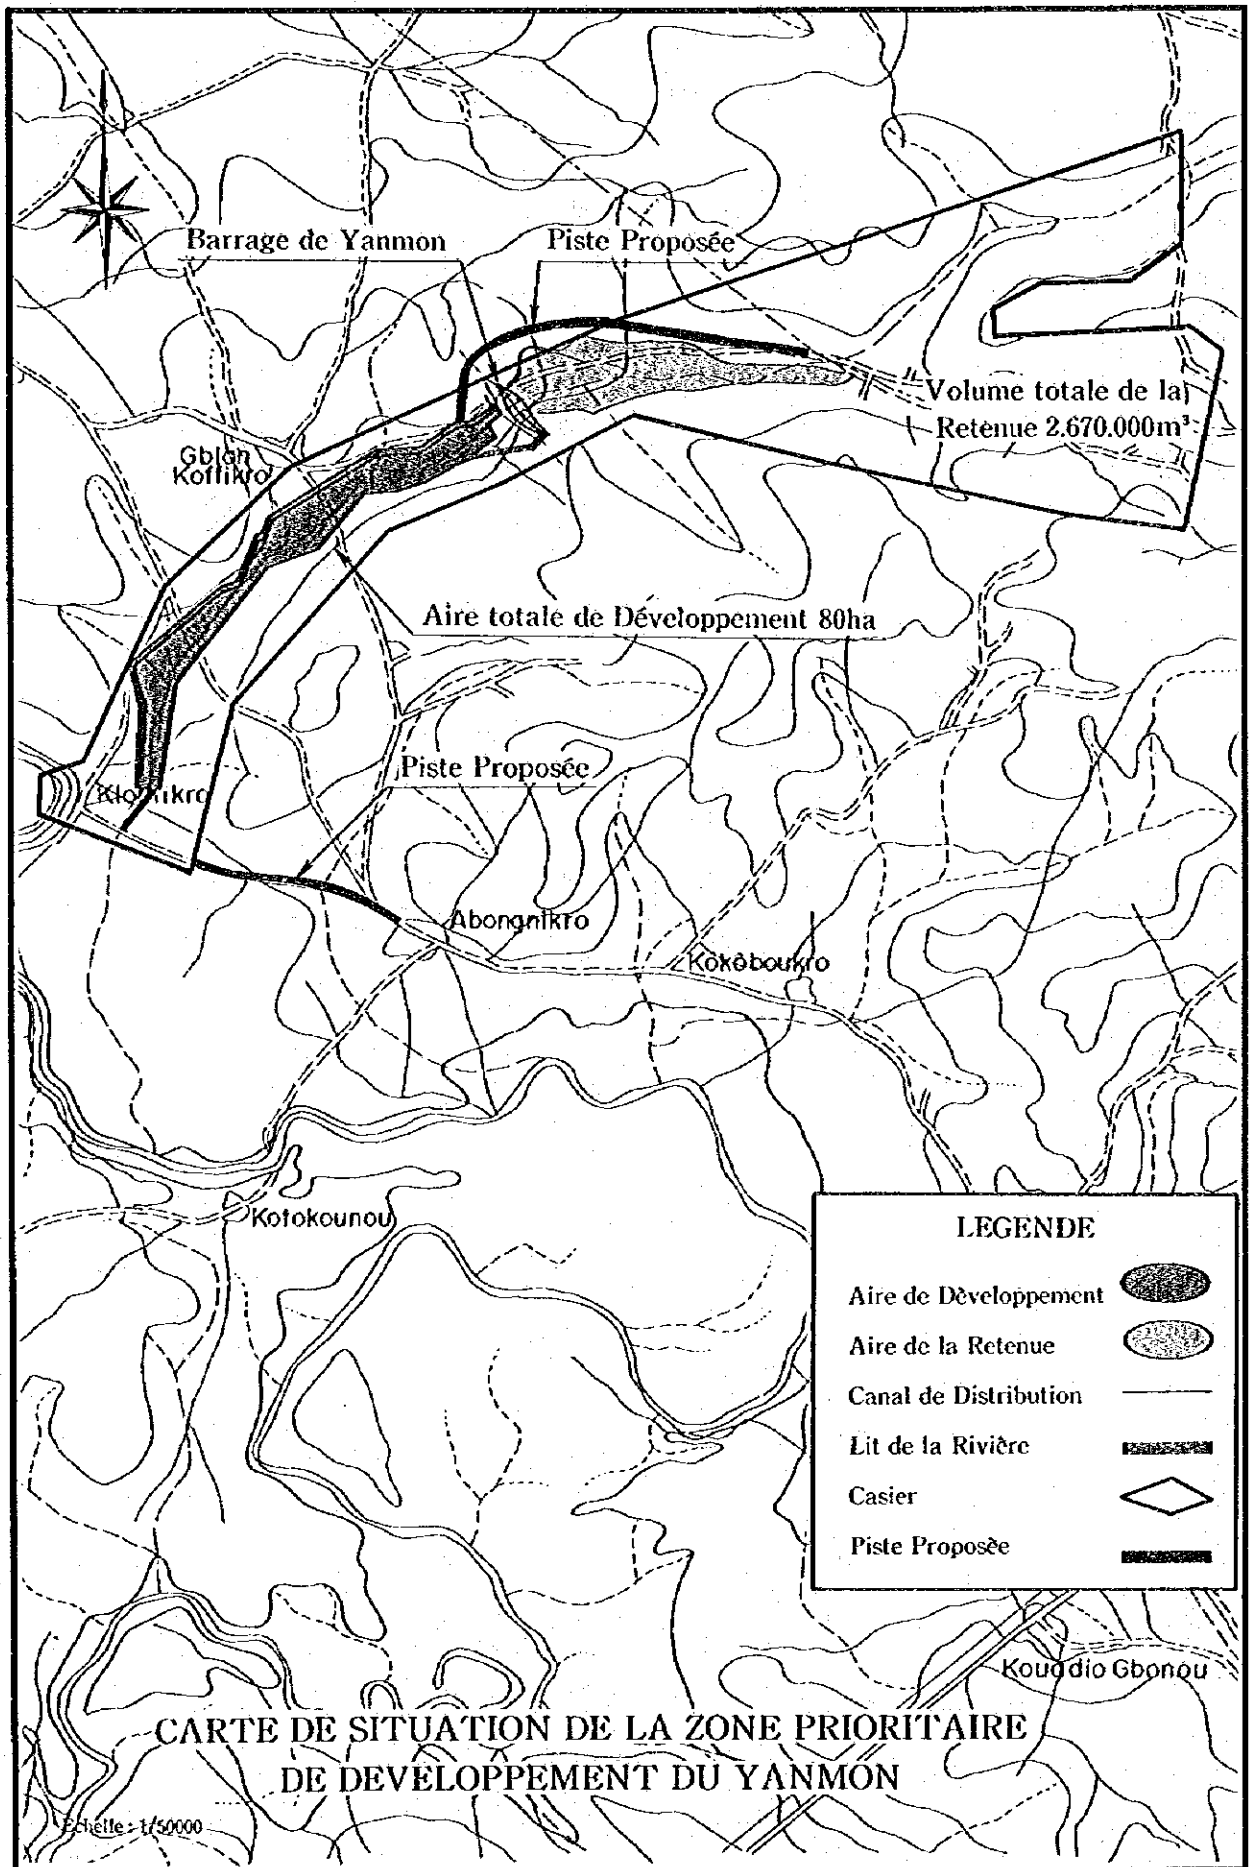 Barrage de Yanmon
Piste Proposée
Volume totale de la
Retenue 2.670.000m³
Gblan
Koffikro
Aire totale de Développement 80ha
Piste Proposée
Abongnikro
Kokoboukro
Kotokounou
LEGENDE
Aire de Développement
Aire de la Retenue
Canal de Distribution
Lit de la Rivière
Casier
Piste Proposée
Kouadio Gbonou
CARTE DE SITUATION DE LA ZONE PRIORITAIRE
DE DEVELOPPEMENT DU YANMON
Echelle : 1/50000